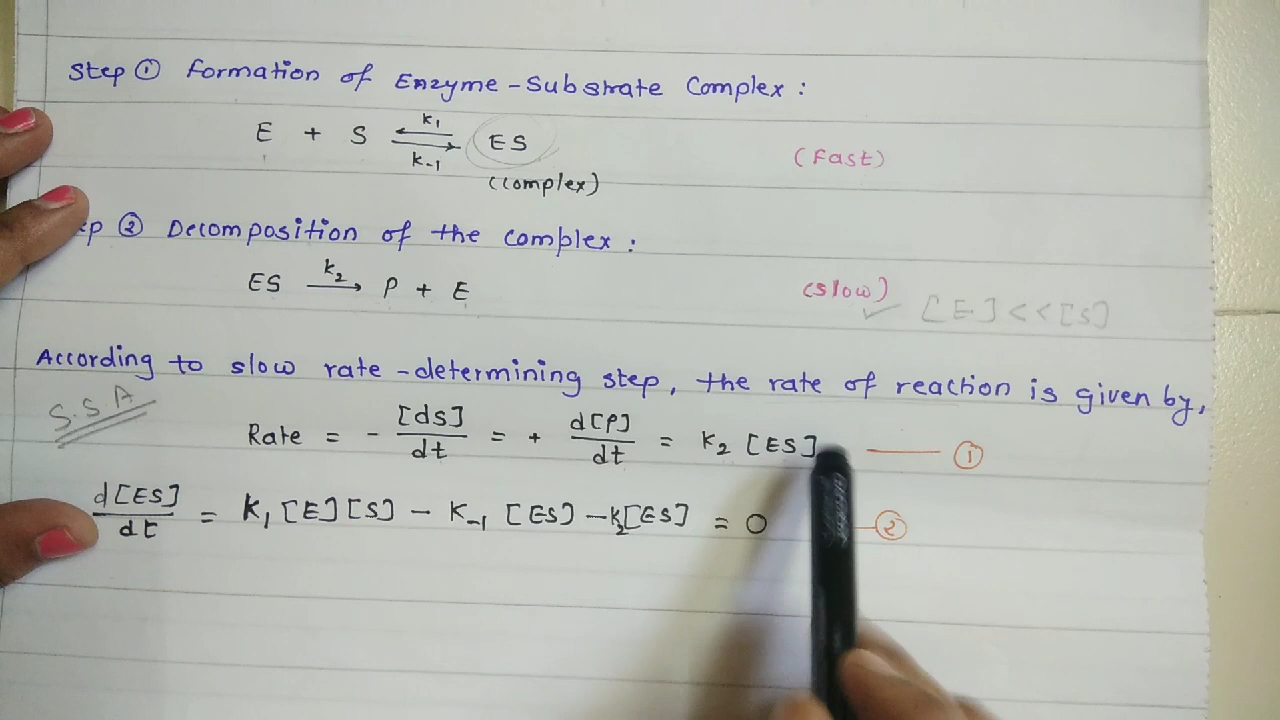 Step ① Formation of Enzyme-Substrate Complex:
E + S ⇌ ES
k₁
k₋₁
(Fast)
(complex)
ep ② Decomposition of the complex:
ES —k₂→ P + E
(slow) ✓ [E] << [S]
According to slow rate-determining step, the rate of reaction is given by,
S.S.A
Rate = - [ds]/dt = + d[P]/dt = k₂ [ES] —— ①
d[ES]/dt = k₁ [E][S] - k₋₁ [ES] - k₂[ES] = 0 — ②